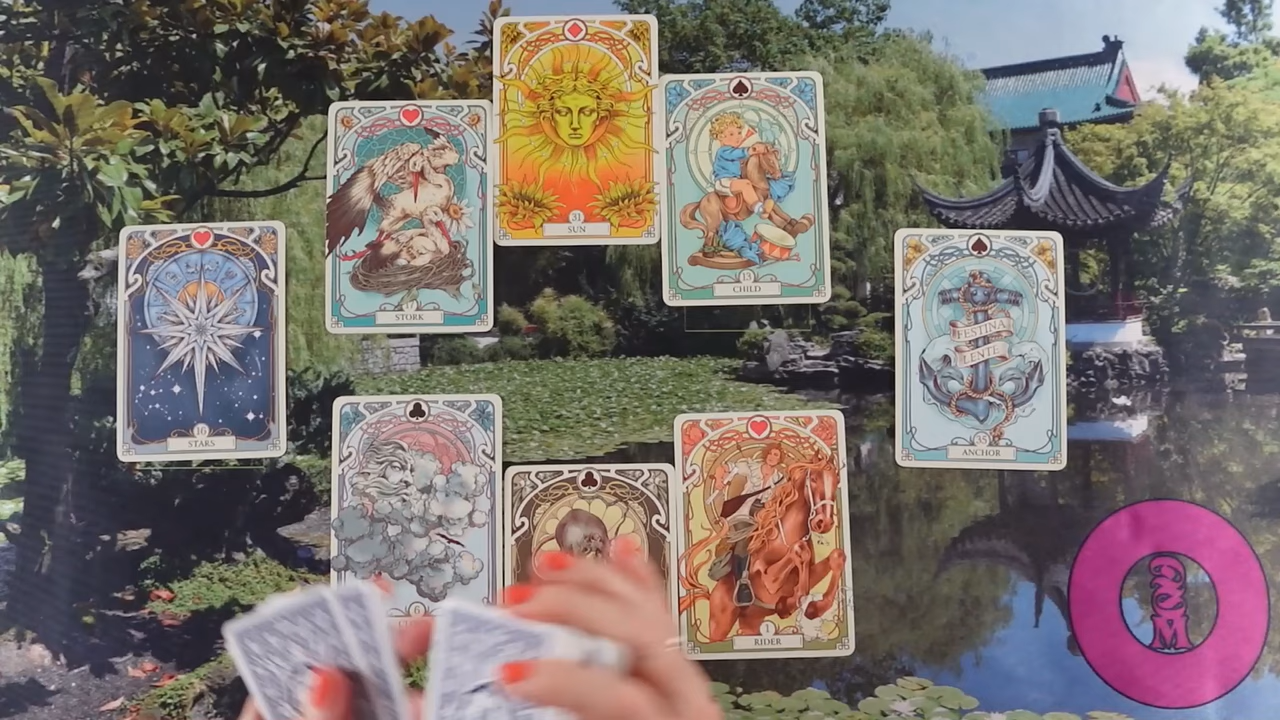 31
SUN
STORK
13
CHILD
16
STARS
FESTINA
LENTE
35
ANCHOR
6
1
RIDER